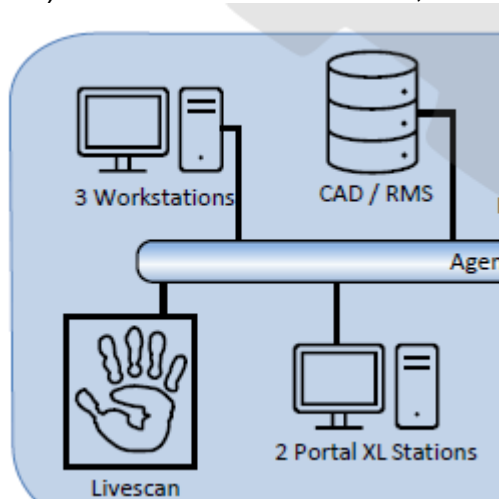 3 Workstations
CAD / RMS
Agen
2 Portal XL Stations
Livescan